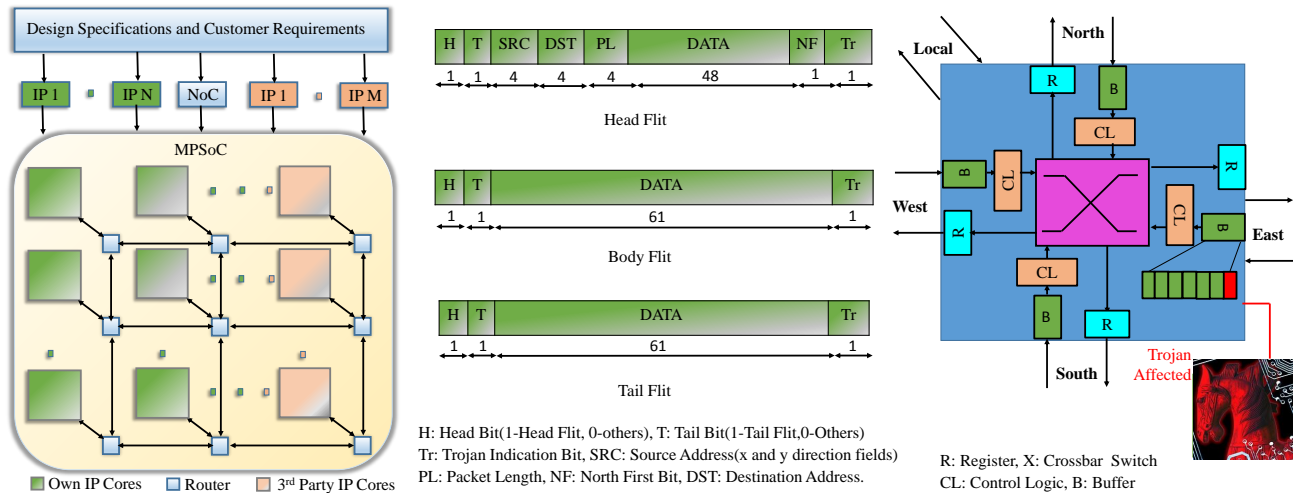 Design Specifications and Customer Requirements
IP 1
IP N
NoC
IP 1
IP M
MPSoC
Own IP Cores
Router
3rd Party IP Cores
H T SRC DST PL DATA NF Tr
1 1 4 4 4 48 1 1
Head Flit
H T DATA Tr
1 1 61 1
Body Flit
H T DATA Tr
1 1 61 1
Tail Flit
H: Head Bit(1-Head Flit, 0-others), T: Tail Bit(1-Tail Flit,0-Others)
Tr: Trojan Indication Bit, SRC: Source Address(x and y direction fields)
PL: Packet Length, NF: North First Bit, DST: Destination Address.
North
Local
R
B
CL
B
CL
R
West
R
CL
B
East
CL
B
R
South
Trojan
Affected
R: Register, X: Crossbar Switch
CL: Control Logic, B: Buffer